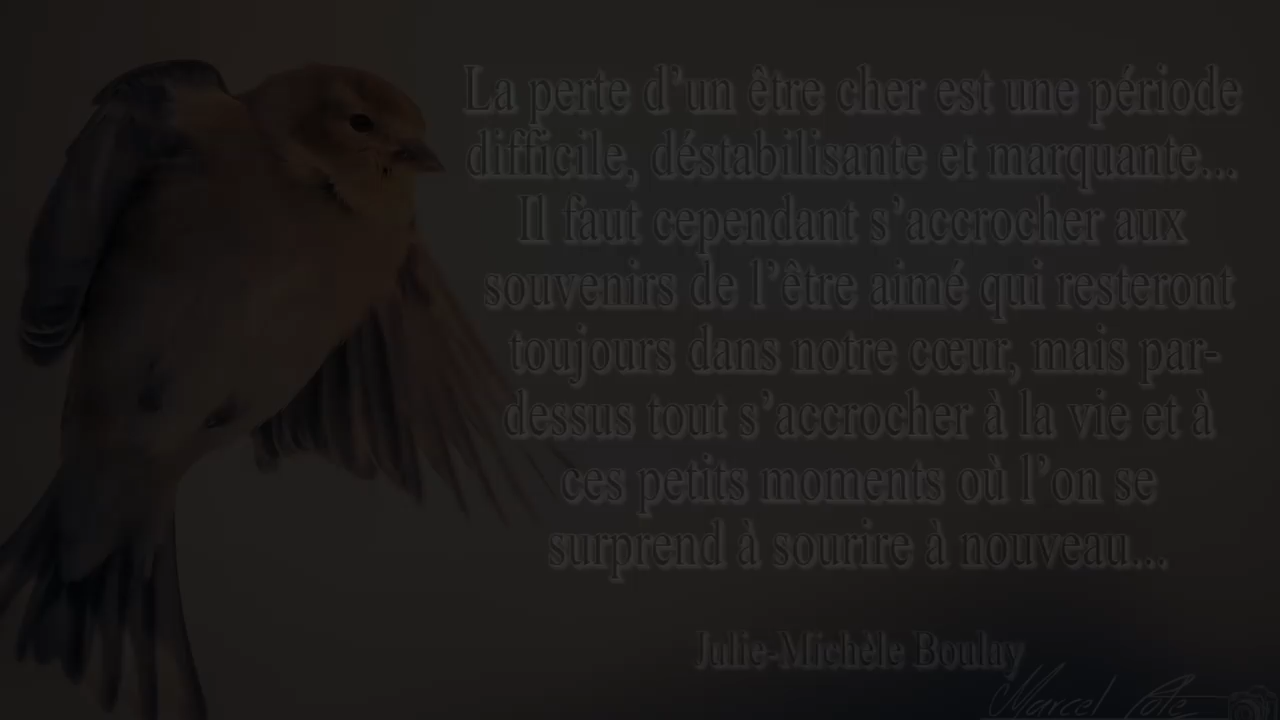 La perte d'un être cher est une période
difficile, déstabilisante et marquante...
Il faut cependant s'accrocher aux
souvenirs de l'être aimé qui resteront
toujours dans notre cœur, mais par-
dessus tout s'accrocher à la vie et à
ces petits moments où l'on se
surprend à sourire à nouveau...
Julie-Michèle Boulay
Marcel